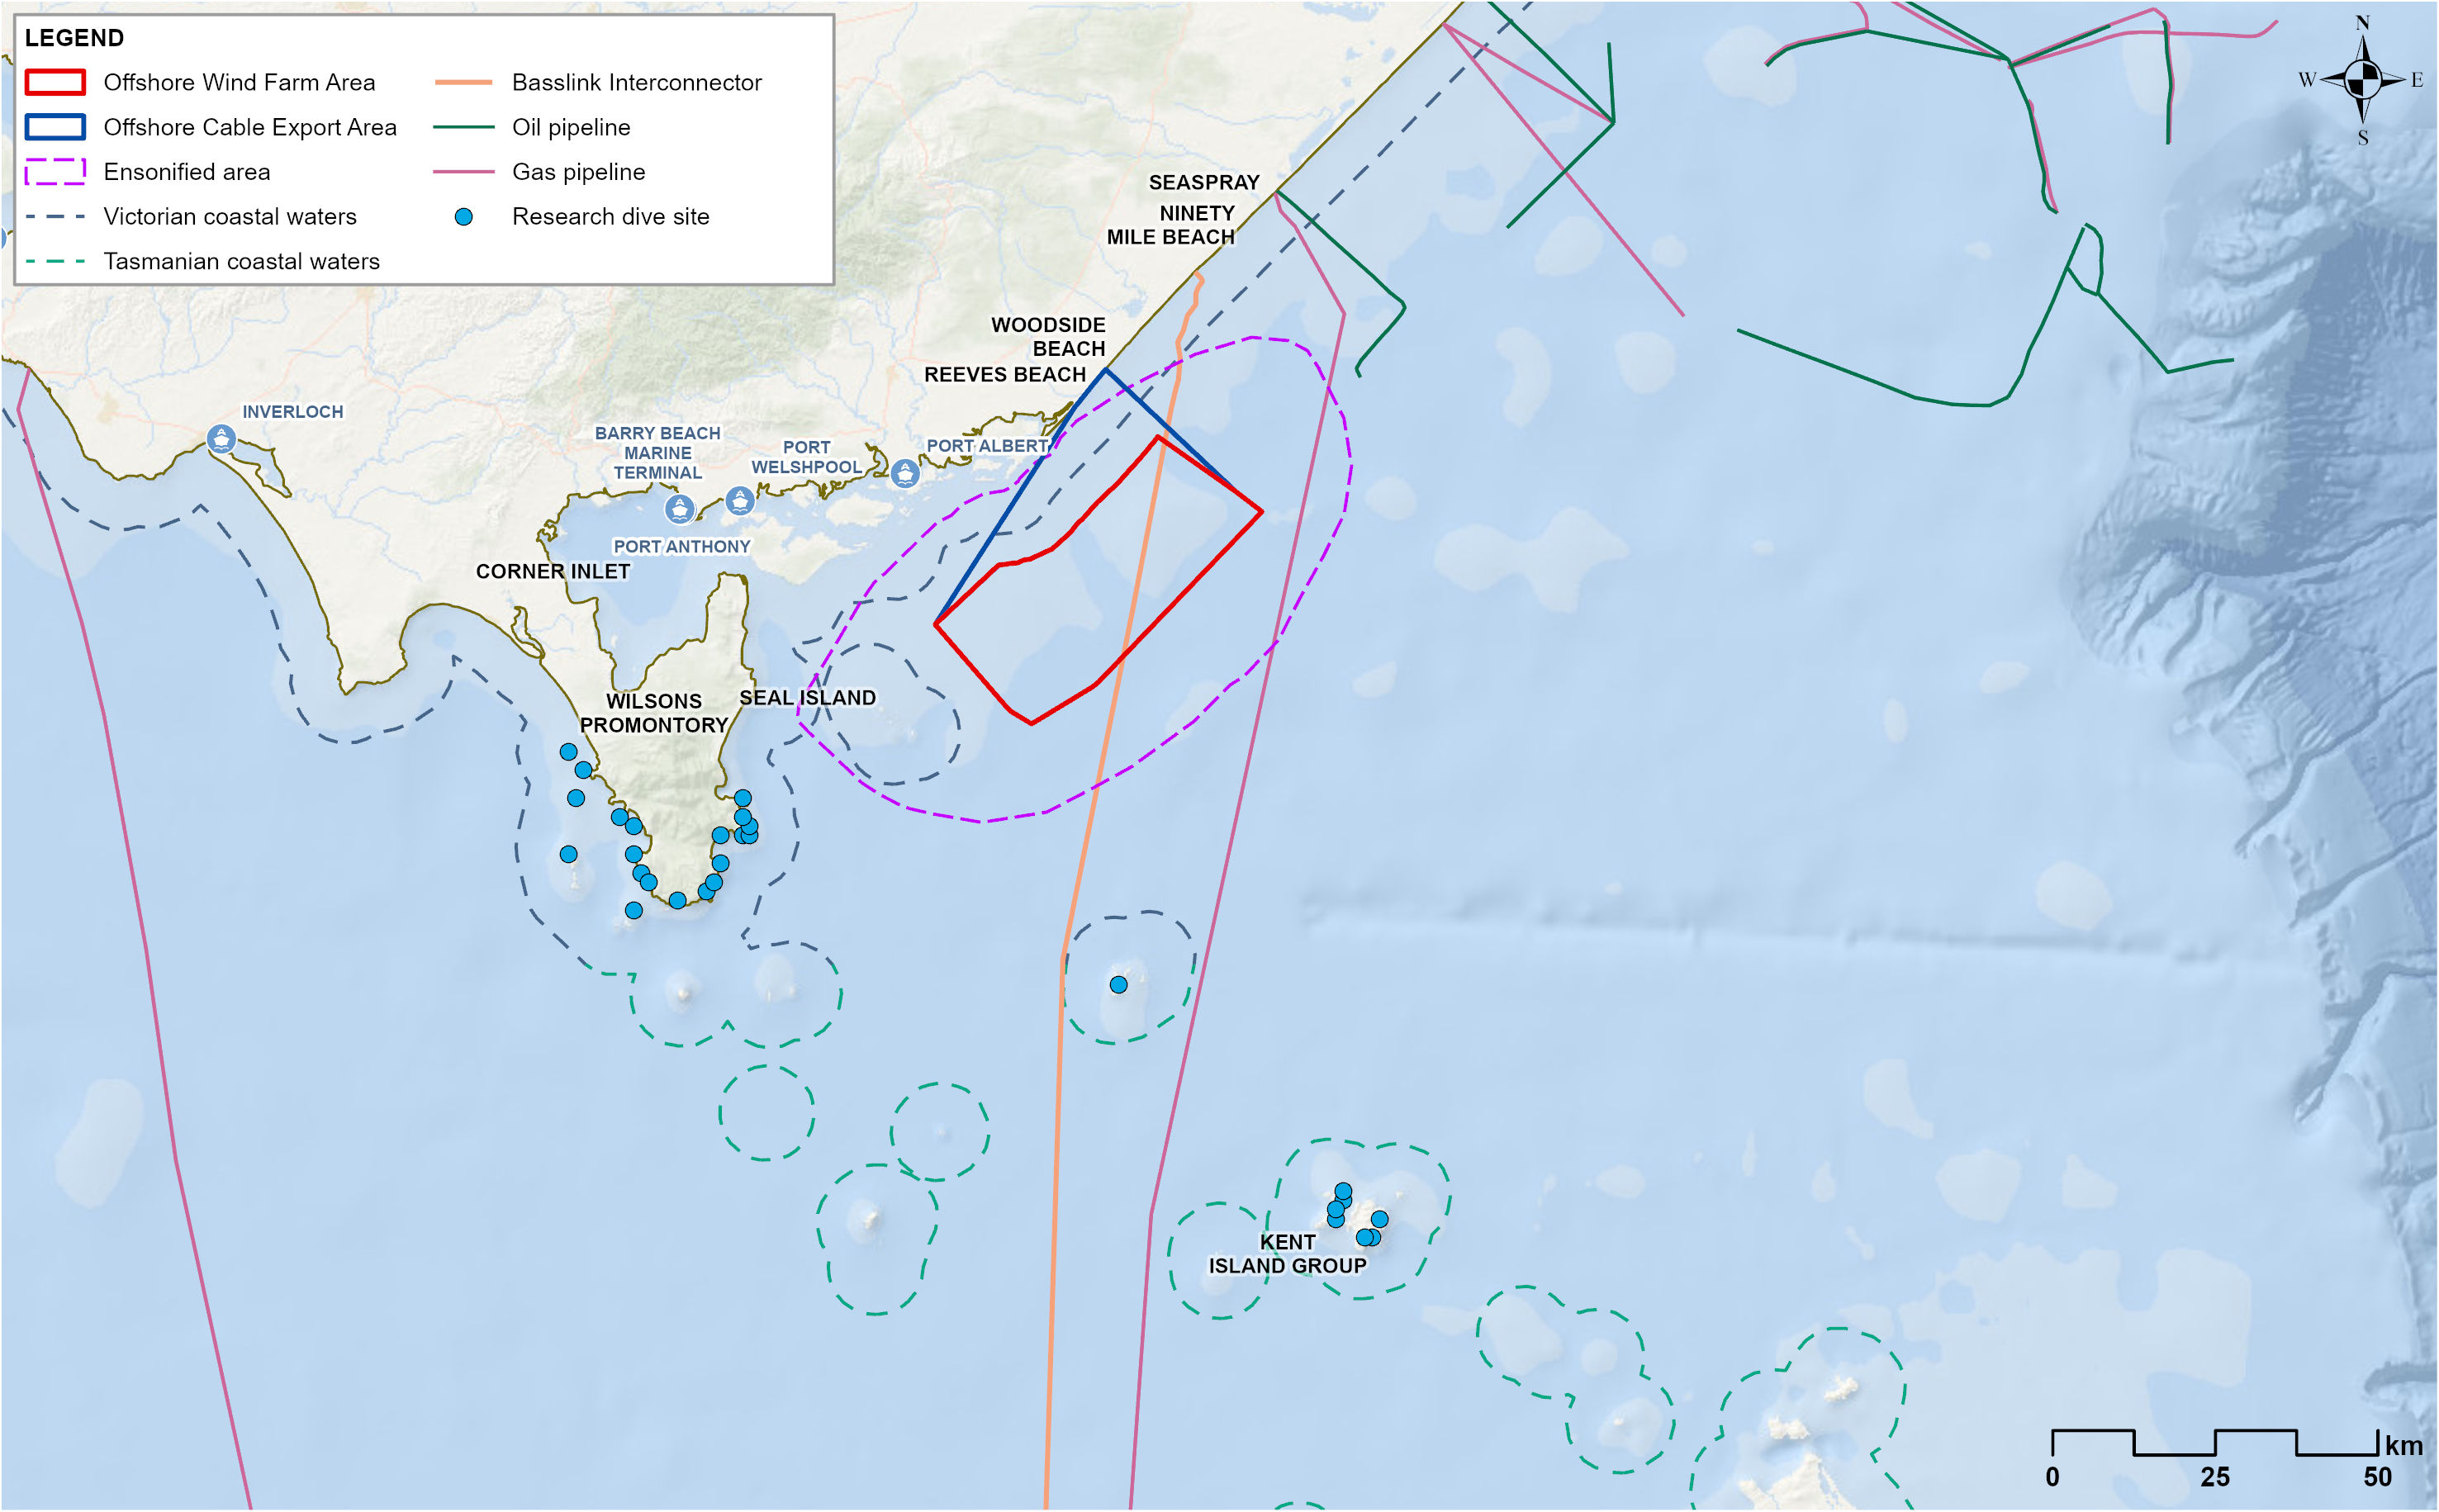 LEGEND
Offshore Wind Farm Area
Offshore Cable Export Area
Ensonified area
Victorian coastal waters
Tasmanian coastal waters
Basslink Interconnector
Oil pipeline
Gas pipeline
Research dive site
N
W
E
S
SEASPRAY
NINETY
MILE BEACH
WOODSIDE
BEACH
REEVES BEACH
INVERLOCH
BARRY BEACH
MARINE
TERMINAL
PORT
WELSHPOOL
PORT ALBERT
PORT ANTHONY
CORNER INLET
WILSONS
PROMONTORY
SEAL ISLAND
KENT
ISLAND GROUP
km
0
25
50